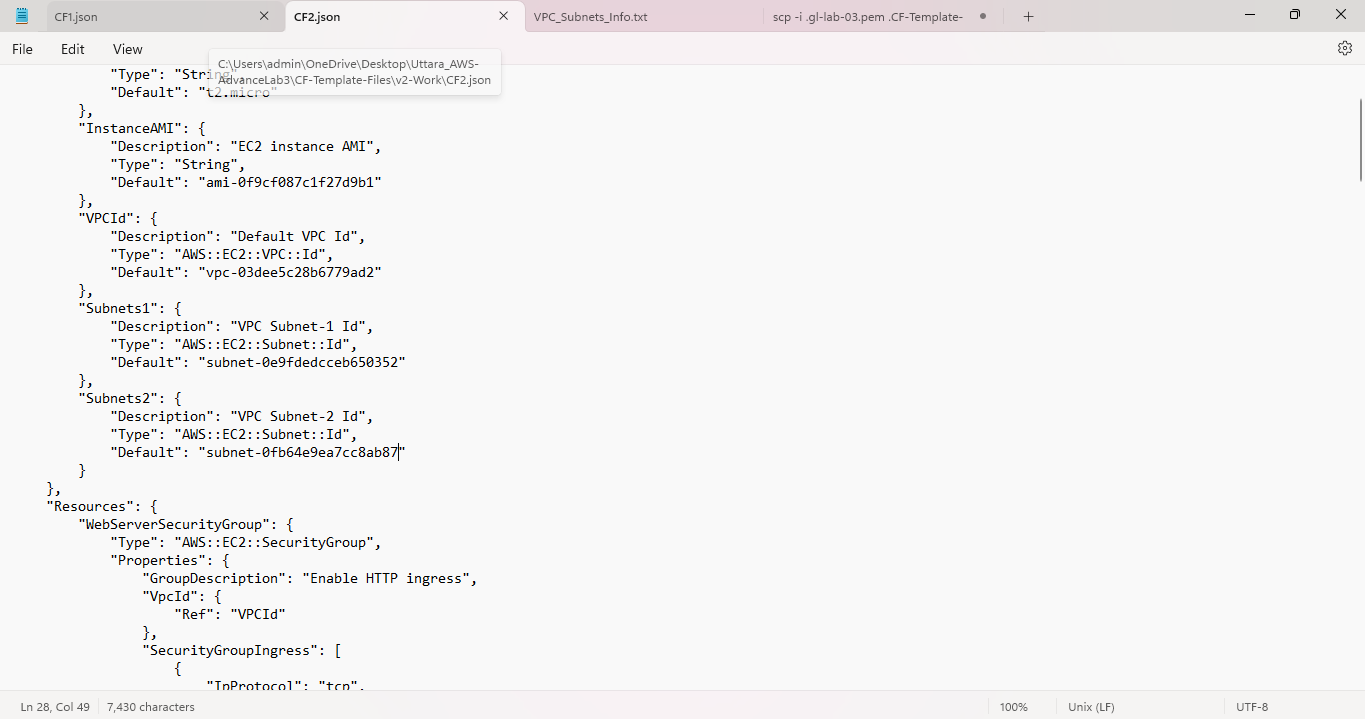 CF1.json
CF2.json
VPC_Subnets_Info.txt
scp -i .gl-lab-03.pem .CF-Template-
File Edit View
C:\Users\admin\OneDrive\Desktop\Uttara_AWS-
AdvanceLab3\CF-Template-Files\v2-Work\CF2.json
"Type": "String",
"Default": "t2.micro"
},
"InstanceAMI": {
"Description": "EC2 instance AMI",
"Type": "String",
"Default": "ami-0f9cf087c1f27d9b1"
},
"VPCId": {
"Description": "Default VPC Id",
"Type": "AWS::EC2::VPC::Id",
"Default": "vpc-03dee5c28b6779ad2"
},
"Subnets1": {
"Description": "VPC Subnet-1 Id",
"Type": "AWS::EC2::Subnet::Id",
"Default": "subnet-0e9fdedcceb650352"
},
"Subnets2": {
"Description": "VPC Subnet-2 Id",
"Type": "AWS::EC2::Subnet::Id",
"Default": "subnet-0fb64e9ea7cc8ab87"
}
},
"Resources": {
"WebServerSecurityGroup": {
"Type": "AWS::EC2::SecurityGroup",
"Properties": {
"GroupDescription": "Enable HTTP ingress",
"VpcId": {
"Ref": "VPCId"
},
"SecurityGroupIngress": [
{
"IpProtocol": "tcp",
Ln 28, Col 49 7,430 characters 100% Unix (LF) UTF-8